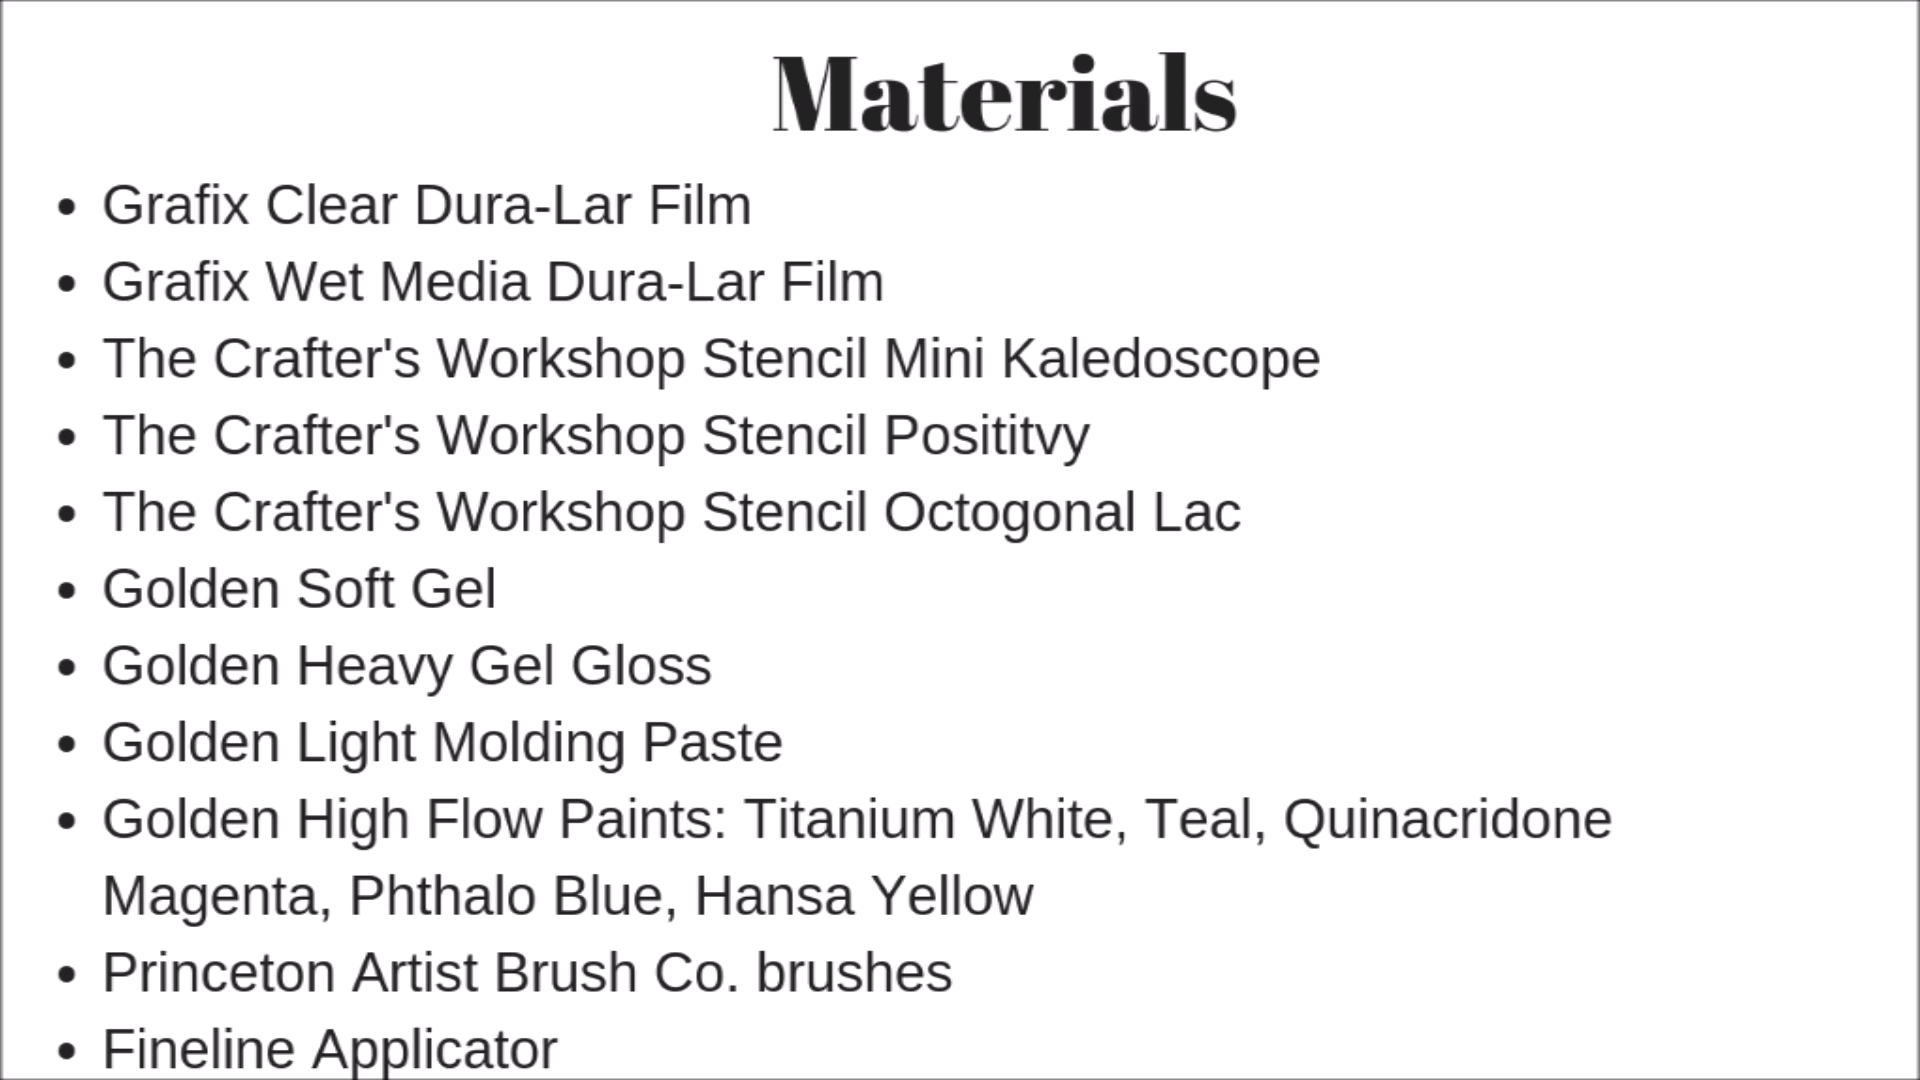 Materials
• Grafix Clear Dura-Lar Film
• Grafix Wet Media Dura-Lar Film
• The Crafter's Workshop Stencil Mini Kaledoscope
• The Crafter's Workshop Stencil Posititvy
• The Crafter's Workshop Stencil Octogonal Lac
• Golden Soft Gel
• Golden Heavy Gel Gloss
• Golden Light Molding Paste
• Golden High Flow Paints: Titanium White, Teal, Quinacridone
Magenta, Phthalo Blue, Hansa Yellow
• Princeton Artist Brush Co. brushes
• Fineline Applicator